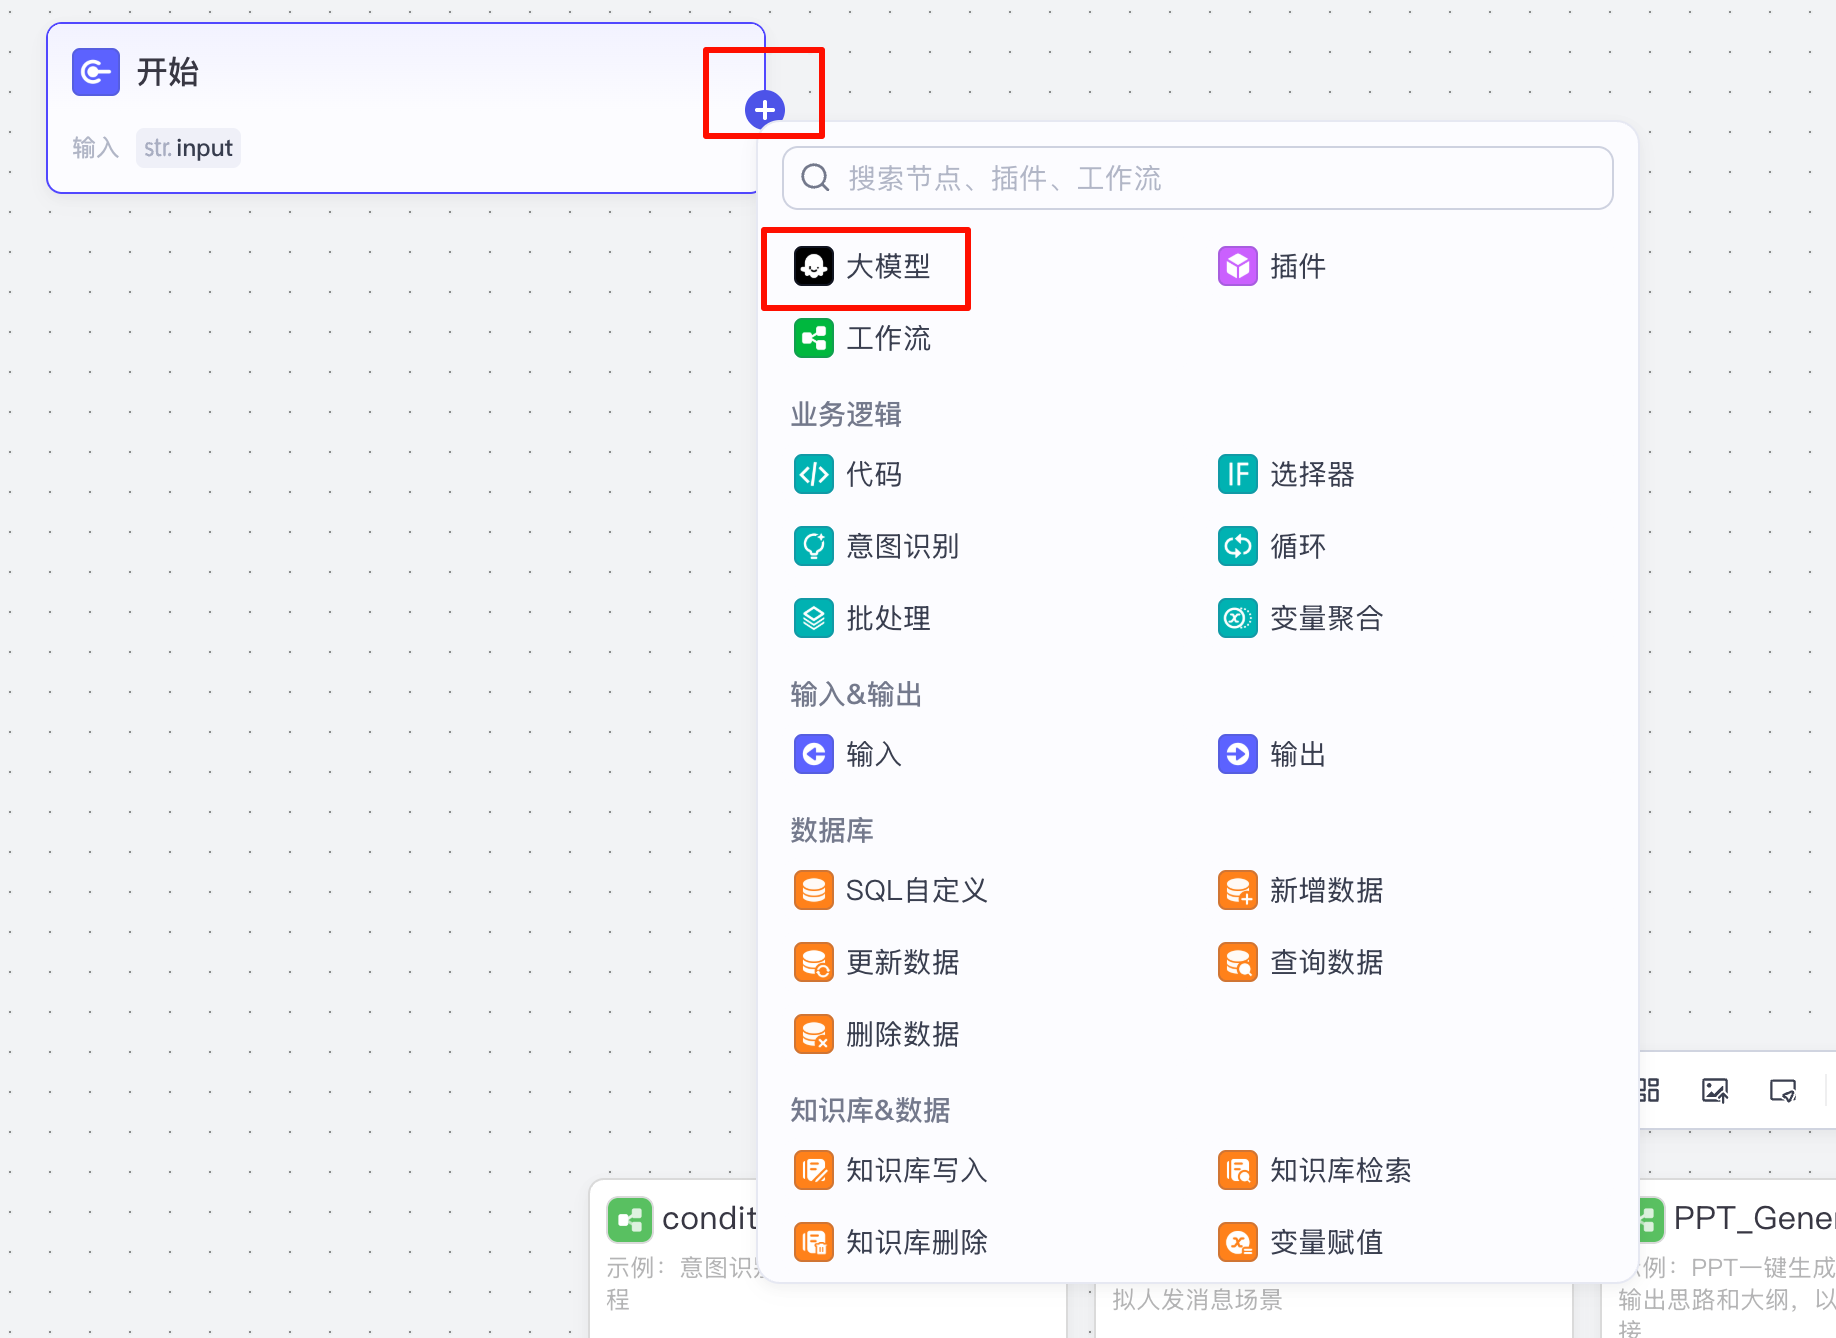 开始
输入 str. input
搜索节点、插件、工作流
大模型 插件
工作流
业务逻辑
代码 选择器
意图识别 循环
批处理 变量聚合
输入&输出
输入 输出
数据库
SQL自定义 新增数据
更新数据 查询数据
删除数据
知识库&数据
知识库写入 知识库检索
知识库删除 变量赋值
condit
示例：意图识
程
拟人发消息场景
PPT_Gene
例：PPT一键生成
输出思路和大纲，以
接